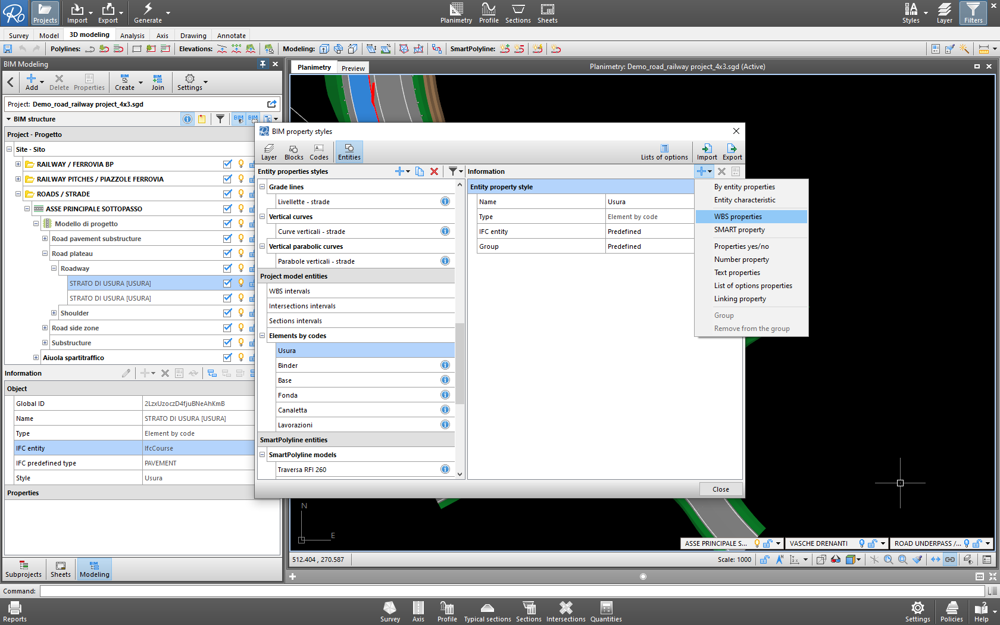 Projects
Import
Export
Generate
Planimetry
Profile
Sections
Sheets
Styles
Layer
Filters
Survey
Model
3D modeling
Analysis
Axis
Drawing
Annotate
Polylines:
Elevations:
Modeling:
SmartPolyline:
BIM Modeling
Add
Delete
Properties
BIM
Create
BIM
Join
Settings
Project: Demo_road_railway project_4x3.sgd
BIM structure
BIM
BIM
Project - Progetto
Site - Sito
RAILWAY / FERROVIA BP
RAILWAY PITCHES / PIAZZOLE FERROVIA
ROADS / STRADE
ASSE PRINCIPALE SOTTOPASSO
Modello di progetto
Road pavement substructure
Road plateau
Roadway
STRATO DI USURA [USURA]
STRATO DI USURA [USURA]
Shoulder
Road side zone
Substructure
Aiuola spartitraffico
Information
Object
Global ID
2LzxUzoczD4fjuBNeAhKmB
Name
STRATO DI USURA [USURA]
Type
Element by code
IFC entity
IfcCourse
IFC predefined type
PAVEMENT
Style
Usura
Properties
Subprojects
Sheets
BIM
Modeling
Planimetry
Preview
Planimetry: Demo_road_railway project_4x3.sgd (Active)
Ro BIM property styles
Layer
Blocks
A...
Codes
Entities
Lists of options
Import
Export
Entity properties styles
Grade lines
Livellette - strade
Vertical curves
Curve verticali - strade
Vertical parabolic curves
Parabole verticali - strade
Project model entities
WBS intervals
Intersections intervals
Sections intervals
Elements by codes
Usura
Binder
Base
Fonda
Canaletta
Lavorazioni
SmartPolyline entities
SmartPolyline models
Traversa RFI 260
Information
Entity property style
Name
Usura
Type
Element by code
IFC entity
Predefined
Group
Predefined
By entity properties
Entity characteristic
WBS properties
SMART property
Properties yes/no
Number property
Text properties
List of options properties
Linking property
Group
Remove from the group
Close
N
E
ASSE PRINCIPALE S...
VASCHE DRENANTI
ROAD UNDERPASS /...
512.404 , 270.587
Scale: 1000
Command:
Reports
Survey
Axis
Profile
Typical sections
Sections
Intersections
Quantities
Settings
Policies
Help